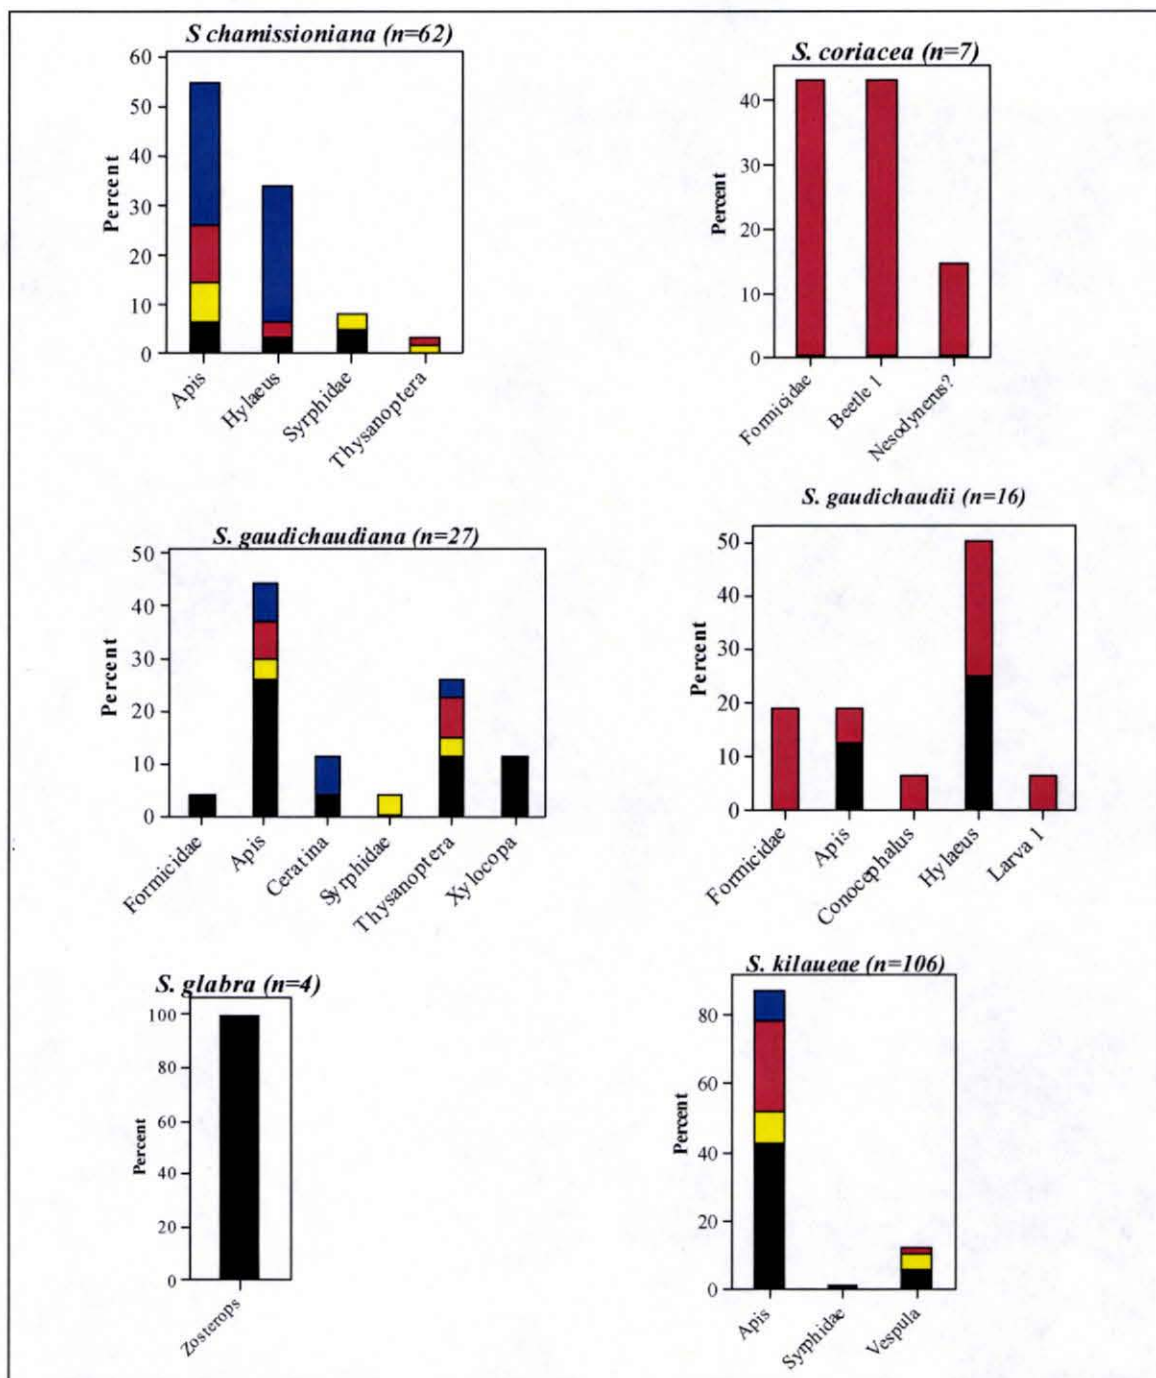 S chamissioniana (n=62)
60
50
40
30
20
10
0
Percent
Apis
Hylaeus
Syrphidae
Thysanoptera
S. coriacea (n=7)
40
30
20
10
0
Percent
Formicidae
Beetle 1
Nesodynerus?
S. gaudichaudiana (n=27)
50
40
30
20
10
0
Percent
Formicidae
Apis
Ceratina
Syrphidae
Thysanoptera
Xylocopa
S. gaudichaudii (n=16)
50
40
30
20
10
0
Percent
Formicidae
Apis
Conocephalus
Hylaeus
Larva 1
S. glabra (n=4)
100
80
60
40
20
0
Percent
Zosterops
S. kilaueae (n=106)
80
60
40
20
0
Percent
Apis
Syrphidae
Vespula